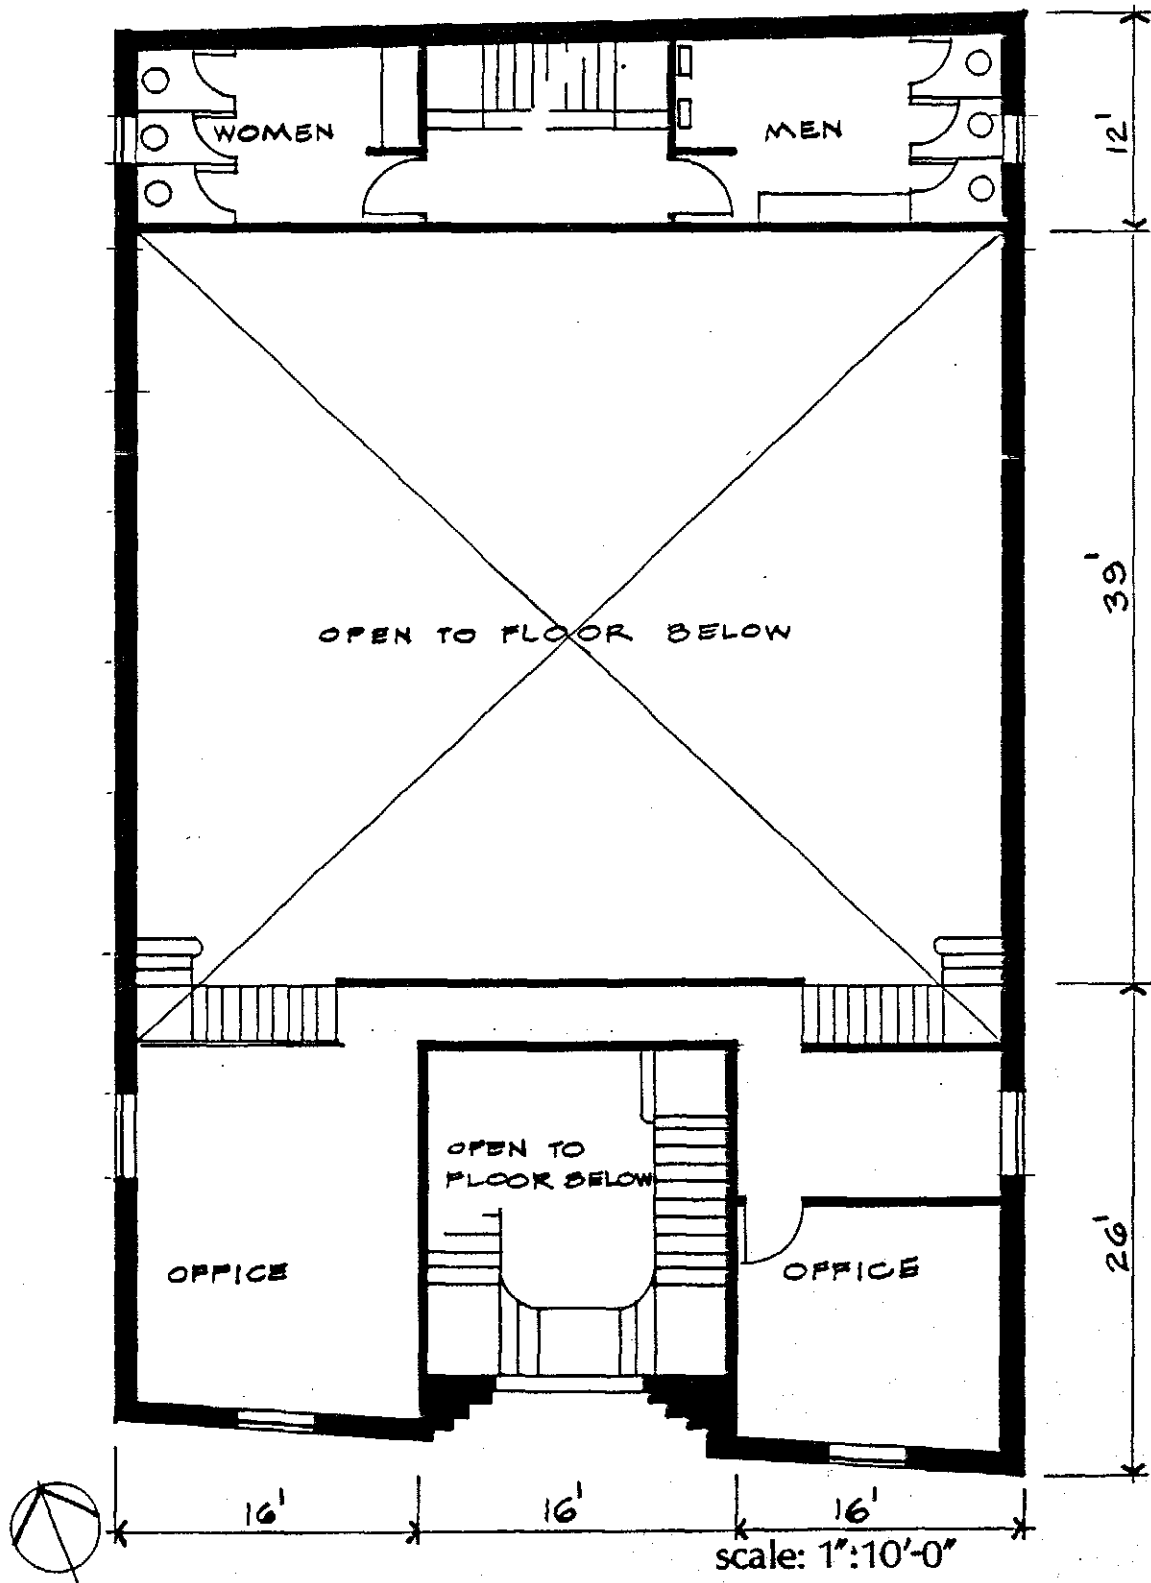 WOMEN
MEN
12'
39'
OPEN TO FLOOR BELOW
OPEN TO
FLOOR BELOW
26'
OFFICE
OFFICE
16'
16'
16'
scale: 1":10'-0"